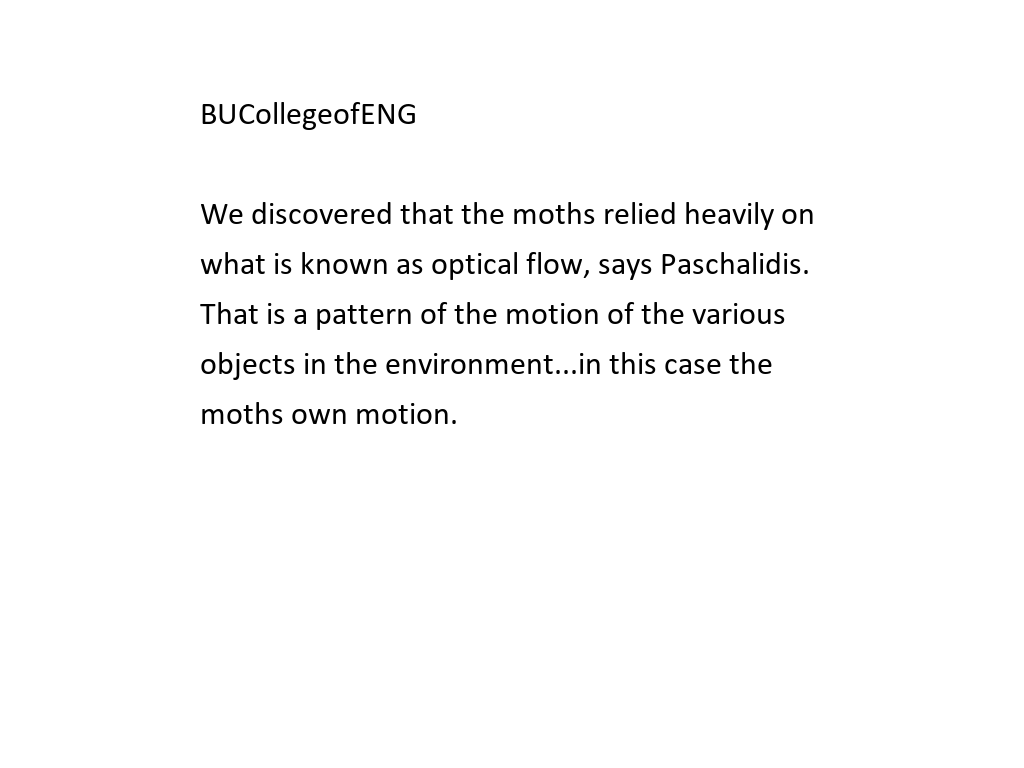 BUCollegeofENG
We discovered that the moths relied heavily on
what is known as optical flow, says Paschalidis.
That is a pattern of the motion of the various
objects in the environment...in this case the
moths own motion.